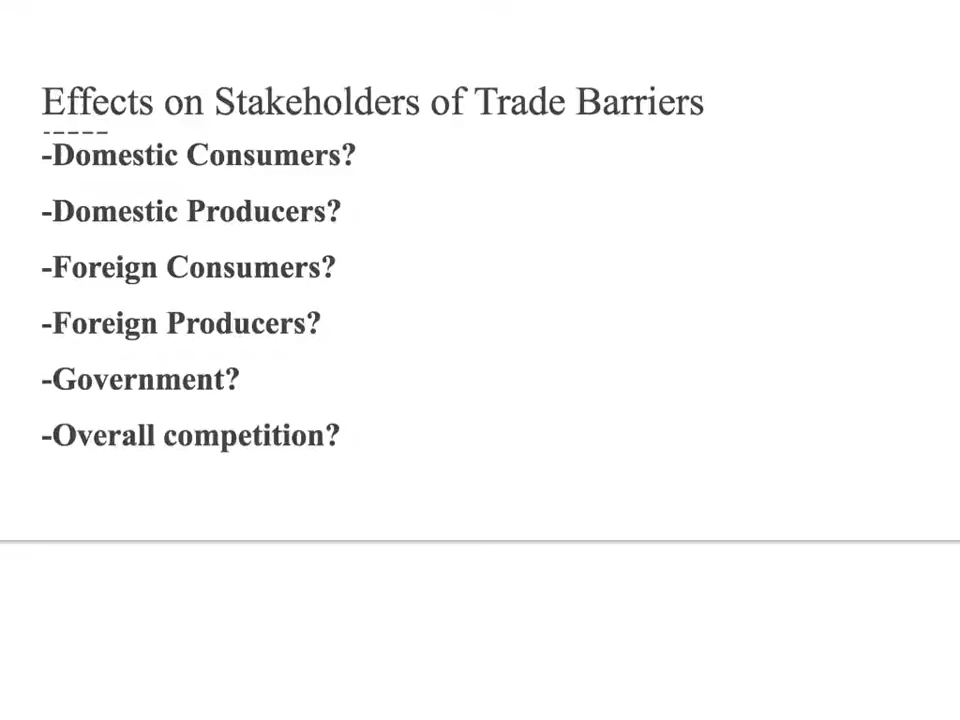 Effects on Stakeholders of Trade Barriers
-----
-Domestic Consumers?
-Domestic Producers?
-Foreign Consumers?
-Foreign Producers?
-Government?
-Overall competition?